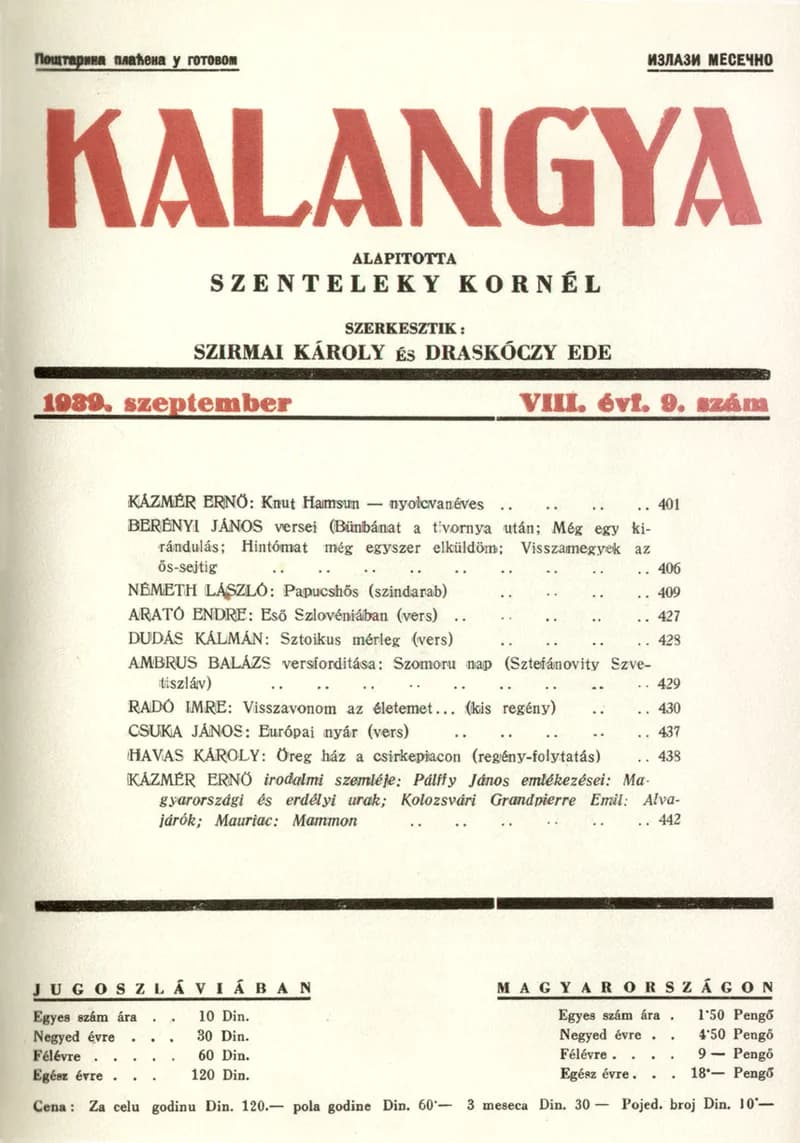 Поштарина плаћена у готовом
ИЗЛАЗИ МЕСЕЧНО
KALANGYA
ALAPITOTTA
SZENTELEKY KORNÉL
SZERKESZTIK:
SZIRMAI KÁROLY és DRASKÓCZY EDE
1939. szeptember
VIII. évf. 9. szám
KÁZMÉR ERNŐ: Knut Hamsun — nyolcvanéves .. .. .. .. 401
BERÉNYI JÁNOS versei (Bűnbánat a tivornya után; Még egy ki-
rándulás; Hintómat még egyszer elküldöm; Visszamegyek az
ős-sejtig .. .. .. .. .. .. .. .. .. 406
NÉMETH LÁSZLÓ: Papucshős (szindarab) .. .. .. .. 409
ARATÓ ENDRE: Eső Szlovéniában (vers) .. .. .. .. .. 427
DUDÁS KÁLMÁN: Sztoikus mérleg (vers) .. .. .. .. 428
AMBRUS BALÁZS versforditása: Szomoru nap (Sztefánovity Szve-
tiszláv) .. .. .. .. .. .. .. .. .. 429
RADÓ IMRE: Visszavonom az életemet... (kis regény) .. .. 430
CSUKA JÁNOS: Európai nyár (vers) .. .. .. .. .. 437
HAVAS KÁROLY: Öreg ház a csirkepiacon (regény-folytatás) .. 438
KÁZMÉR ERNŐ irodalmi szemléje; Pálffy János emlékezései: Ma-
gyarországi és erdélyi urak; Kolozsvári Grandpierre Emil: Alva-
járók; Mauriac: Mammon .. .. .. .. .. .. 442
JUGOSZLÁVIÁBAN
Egyes szám ára . . 10 Din.
Negyed évre . . . 30 Din.
Félévre . . . . . 60 Din.
Egész évre . . . 120 Din.
MAGYARORSZÁGON
Egyes szám ára . 1·50 Pengő
Negyed évre . . 4·50 Pengő
Félévre . . . . 9 — Pengő
Egész évre . . . 18·— Pengő
Cena: Za celu godinu Din. 120.— pola godine Din. 60·— 3 meseca Din. 30 — Pojed. broj Din. 10·—